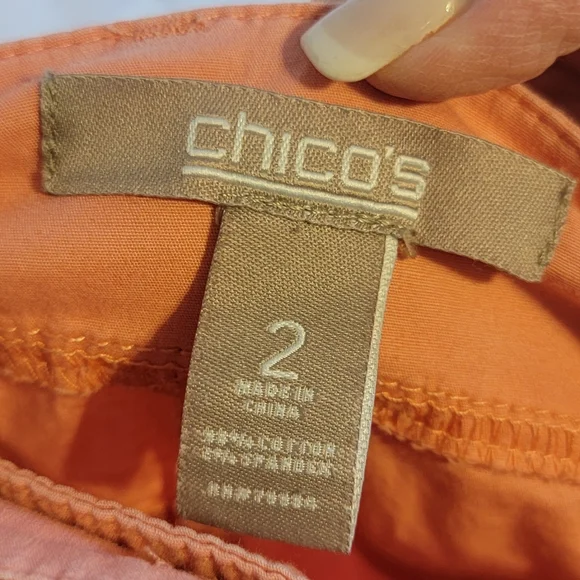 chico's
2
MADE IN
CHINA
COTTON
SPANDEX